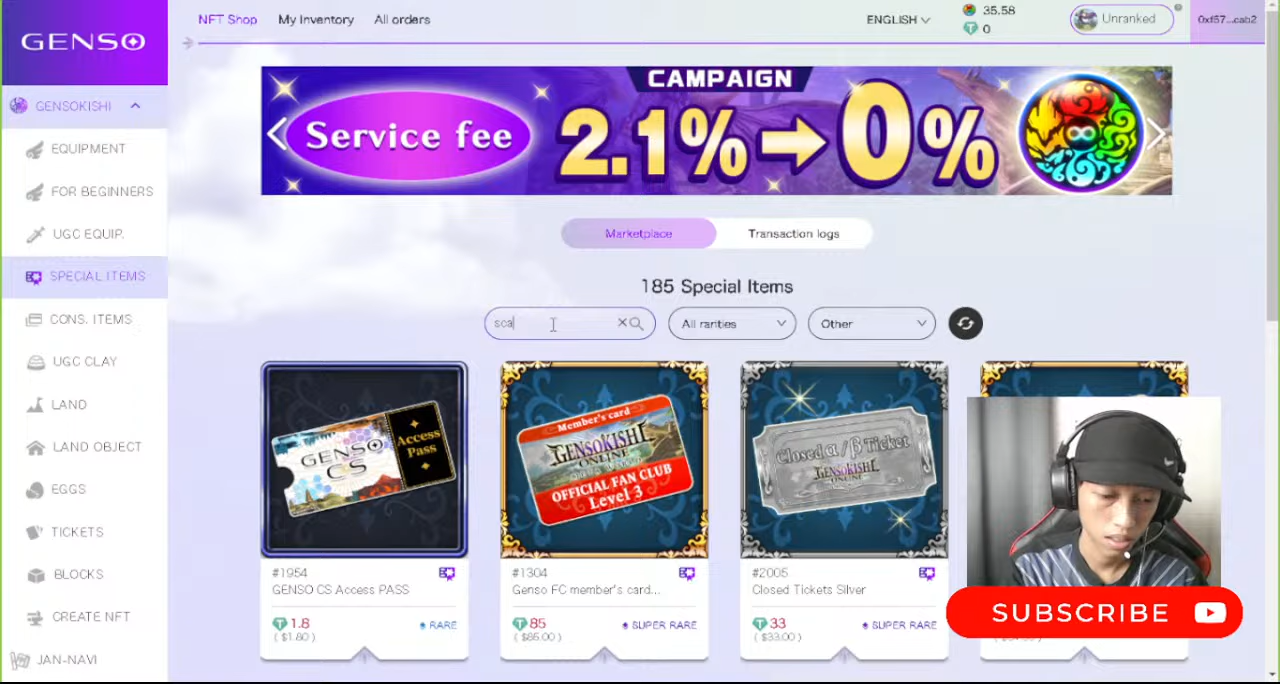 GENSO
NFT Shop
My Inventory
All orders
ENGLISH
35.58
0
Unranked
0xf57...cab2
GENSOKISHI
EQUIPMENT
FOR BEGINNERS
UGC EQUIP.
SPECIAL ITEMS
CONS. ITEMS
UGC CLAY
LAND
LAND OBJECT
EGGS
TICKETS
BLOCKS
CREATE NFT
JAN-NAVI
CAMPAIGN
Service fee
2.1% 0%
Marketplace
Transaction logs
185 Special Items
sca
All rarities
Other
GENSO
CS
Access
Pass
#1954
GENSO CS Access PASS
1.8
($1.80)
RARE
Member's card
GENSOKISHI
ONLINE
OFFICIAL FAN CLUB
Level 3
#1304
Genso FC member's card...
85
($85.00)
SUPER RARE
Closed α/β Ticket
GENSOKISHI
ONLINE
#2005
Closed Tickets Silver
33
($33.00)
SUPER RARE
SUBSCRIBE